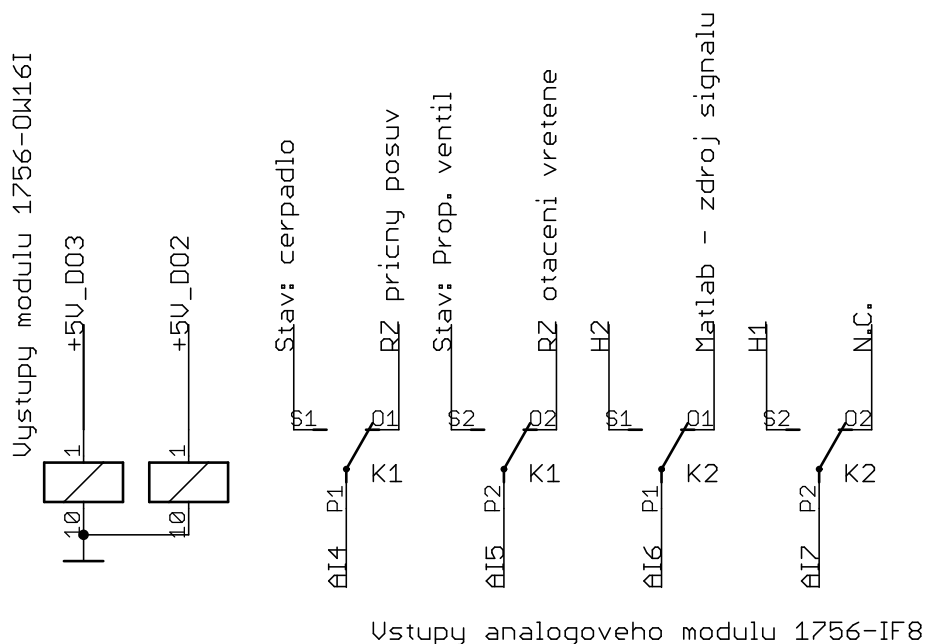 Vystupy modulu 1756-OW16I
+5V_DO3
+5V_DO2
1
1
10
10
Stav: cerpadlo
RZ pricny posuv
Stav: Prop. ventil
RZ otaceni vretene
H2
Matlab - zdroj signalu
H1
N.C.
S1
O1
S2
O2
S1
O1
S2
O2
K1
K1
K2
K2
P1
P2
P1
P2
AI4
AI5
AI6
AI7
Vstupy analogoveho modulu 1756-IF8